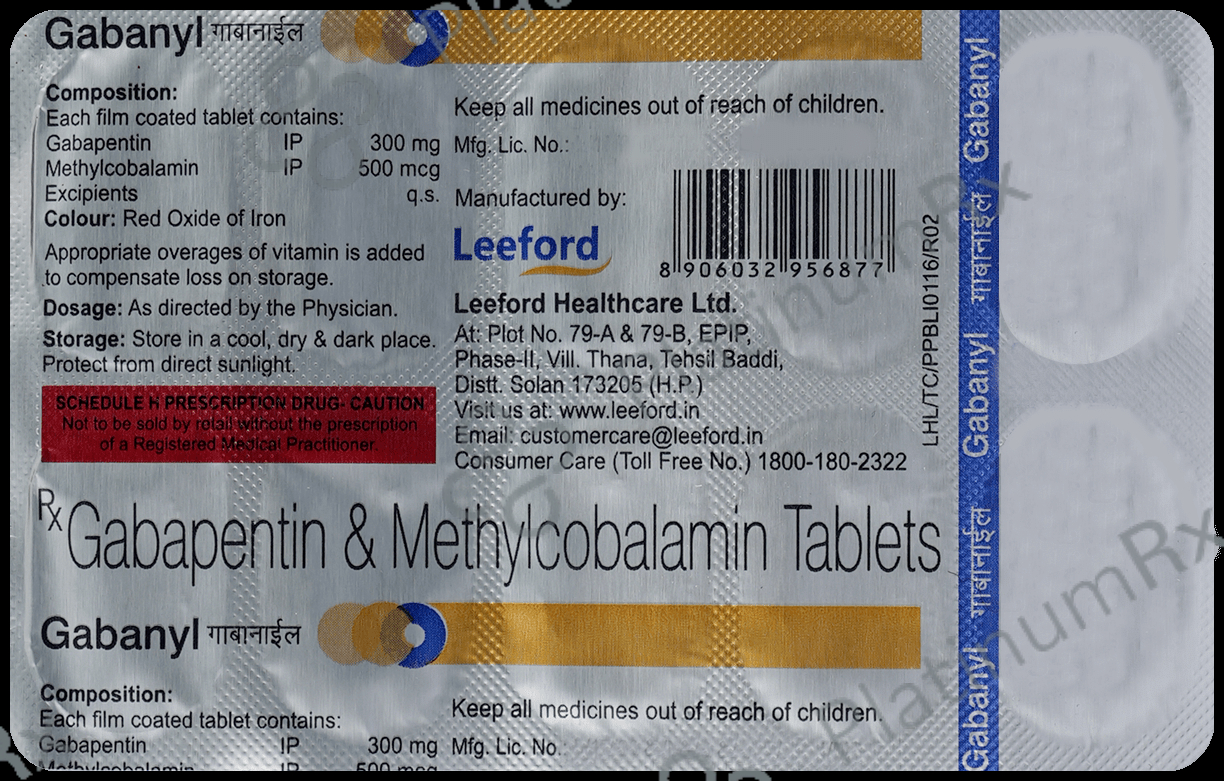 Gabanyl गाबानाईल
Composition:
Each film coated tablet contains:
Gabapentin IP 300 mg
Methylcobalamin IP 500 mcg
Excipients q.s.
Colour: Red Oxide of Iron
Appropriate overages of vitamin is added
to compensate loss on storage.
Dosage: As directed by the Physician.
Storage: Store in a cool, dry & dark place.
Protect from direct sunlight.
SCHEDULE H PRESCRIPTION DRUG- CAUTION
Not to be sold by retail without the prescription
of a Registered Medical Practitioner.
Keep all medicines out of reach of children.
Mfg. Lic. No.:
Manufactured by:
Leeford
8 906032 956877
Leeford Healthcare Ltd.
At: Plot No. 79-A & 79-B, EPIP,
Phase-II, Vill. Thana, Tehsil Baddi,
Distt. Solan 173205 (H.P.)
Visit us at: www.leeford.in
Email: customercare@leeford.in
Consumer Care (Toll Free No.) 1800-180-2322
LHL/TC/PPBLI0116/R02
Rx Gabapentin & Methylcobalamin Tablets
Gabanyl गाबानाईल
Composition:
Each film coated tablet contains:
Gabapentin IP 300 mg
Methylcobalamin IP 500 mcg
Keep all medicines out of reach of children.
Mfg. Lic. No.
Gabanyl गाबानाईल Gabanyl गाबानाईल Gabanyl
PlatinumRx
PlatinumRx